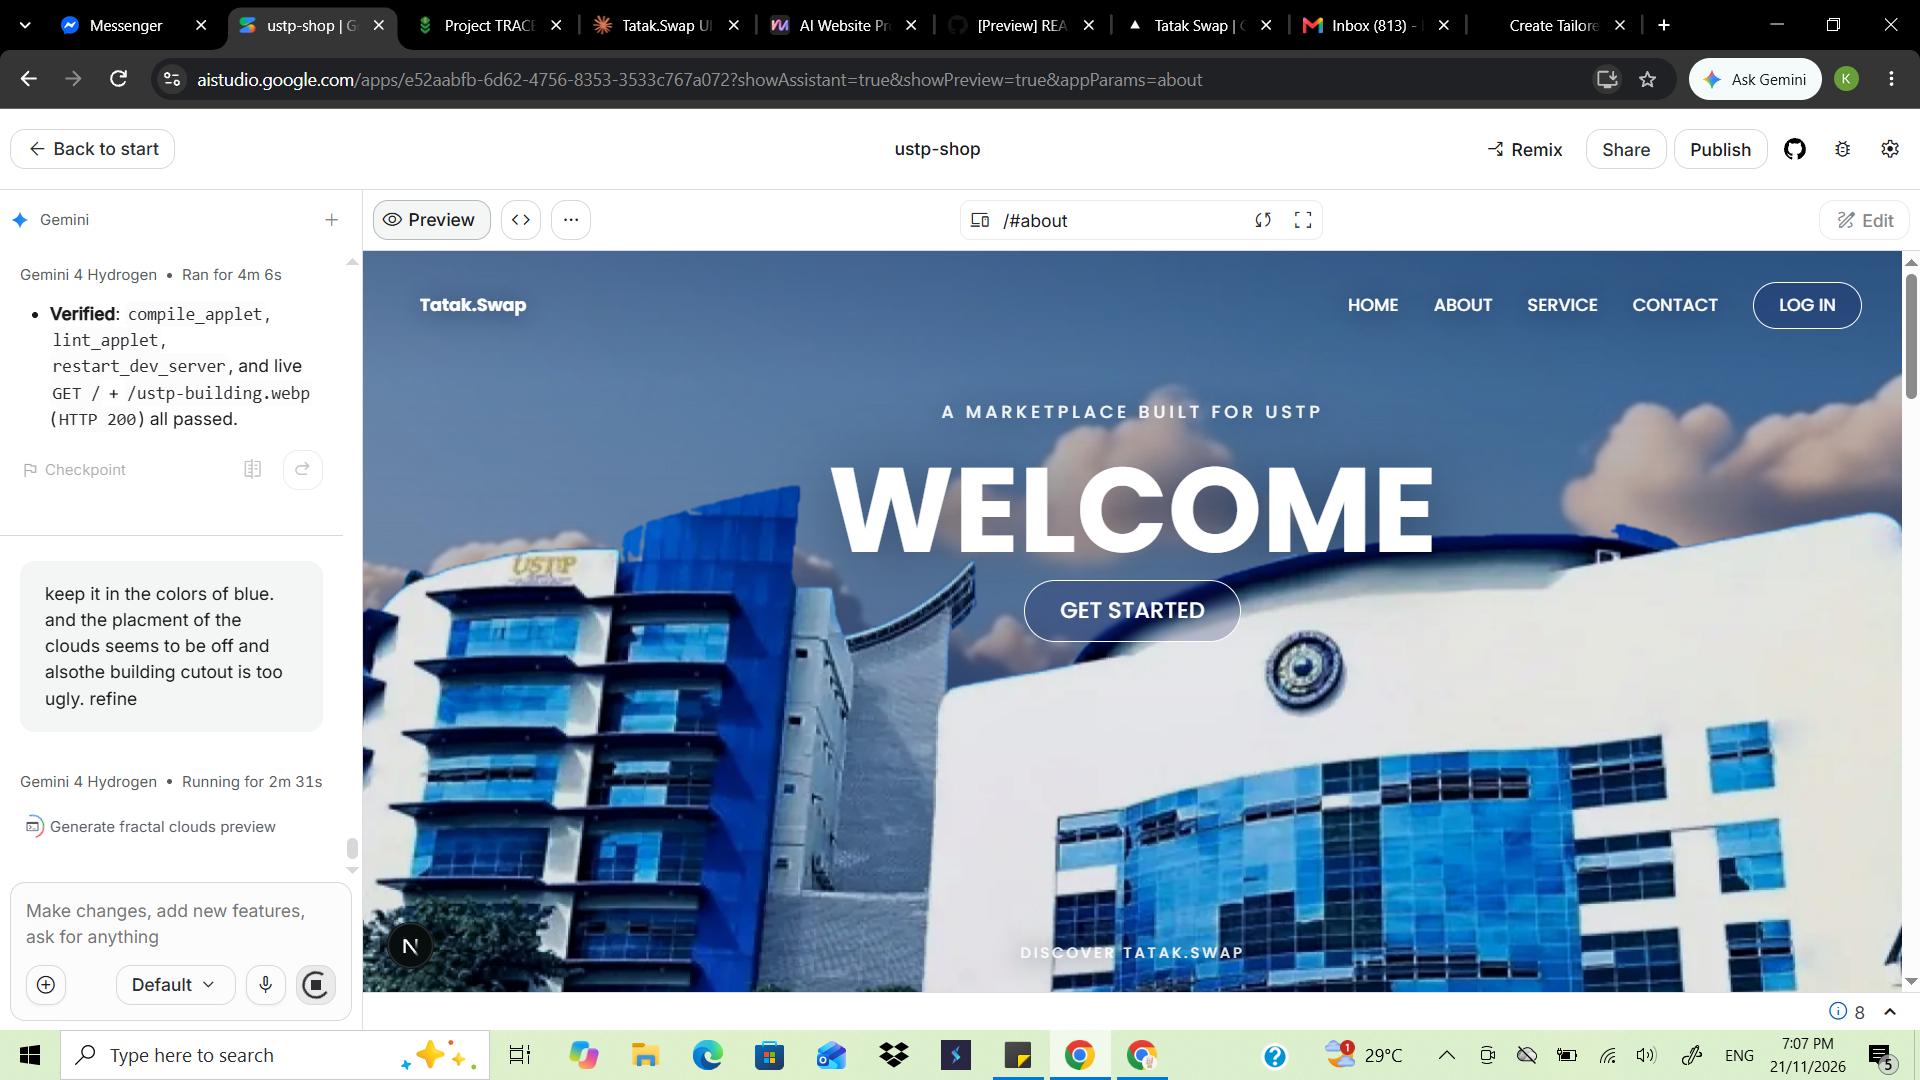 Messenger
ustp-shop | G
Project TRACE
Tatak.Swap UI
AI Website Pr
[Preview] REA
Tatak Swap | C
Inbox (813) -
Create Tailore
aistudio.google.com/apps/e52aabfb-6d62-4756-8353-3533c767a072?showAssistant=true&showPreview=true&appParams=about
Ask Gemini
K
Back to start
ustp-shop
Remix
Share
Publish
Gemini
Preview
/#about
Edit
Gemini 4 Hydrogen • Ran for 4m 6s
• Verified: compile_applet,
lint_applet,
restart_dev_server, and live
GET / + /ustp-building.webp
(HTTP 200) all passed.
Checkpoint
keep it in the colors of blue.
and the placment of the
clouds seems to be off and
alsothe building cutout is too
ugly. refine
Gemini 4 Hydrogen • Running for 2m 31s
Generate fractal clouds preview
Make changes, add new features,
ask for anything
Default
Tatak.Swap
HOME
ABOUT
SERVICE
CONTACT
LOG IN
A MARKETPLACE BUILT FOR USTP
WELCOME
GET STARTED
USTP
DISCOVER TATAK.SWAP
N
8
Type here to search
1
29°C
ENG
7:07 PM
21/11/2026
5